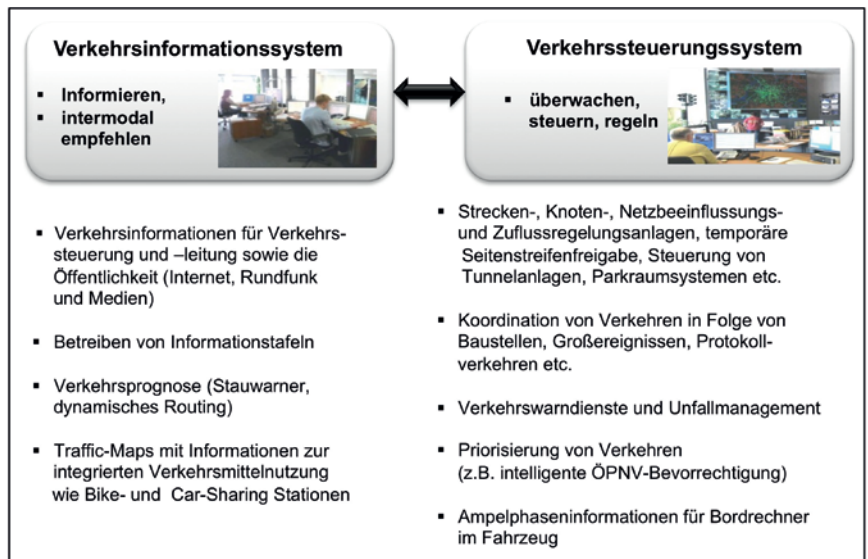 Verkehrsinformationssystem
▪ Informieren,
▪ intermodal
empfehlen
▪ Verkehrsinformationen für Verkehrs-
steuerung und –leitung sowie die
Öffentlichkeit (Internet, Rundfunk
und Medien)
▪ Betreiben von Informationstafeln
▪ Verkehrsprognose (Stauwarner,
dynamisches Routing)
▪ Traffic-Maps mit Informationen zur
integrierten Verkehrsmittelnutzung
wie Bike- und Car-Sharing Stationen
Verkehrssteuerungssystem
▪ überwachen,
steuern, regeln
▪ Strecken-, Knoten-, Netzbeeinflussungs-
und Zuflussregelungsanlagen, temporäre
Seitenstreifenfreigabe, Steuerung von
Tunnelanlagen, Parkraumsystemen etc.
▪ Koordination von Verkehren in Folge von
Baustellen, Großereignissen, Protokoll-
verkehren etc.
▪ Verkehrswarndienste und Unfallmanagement
▪ Priorisierung von Verkehren
(z.B. intelligente ÖPNV-Bevorrechtigung)
▪ Ampelphaseninformationen für Bordrechner
im Fahrzeug